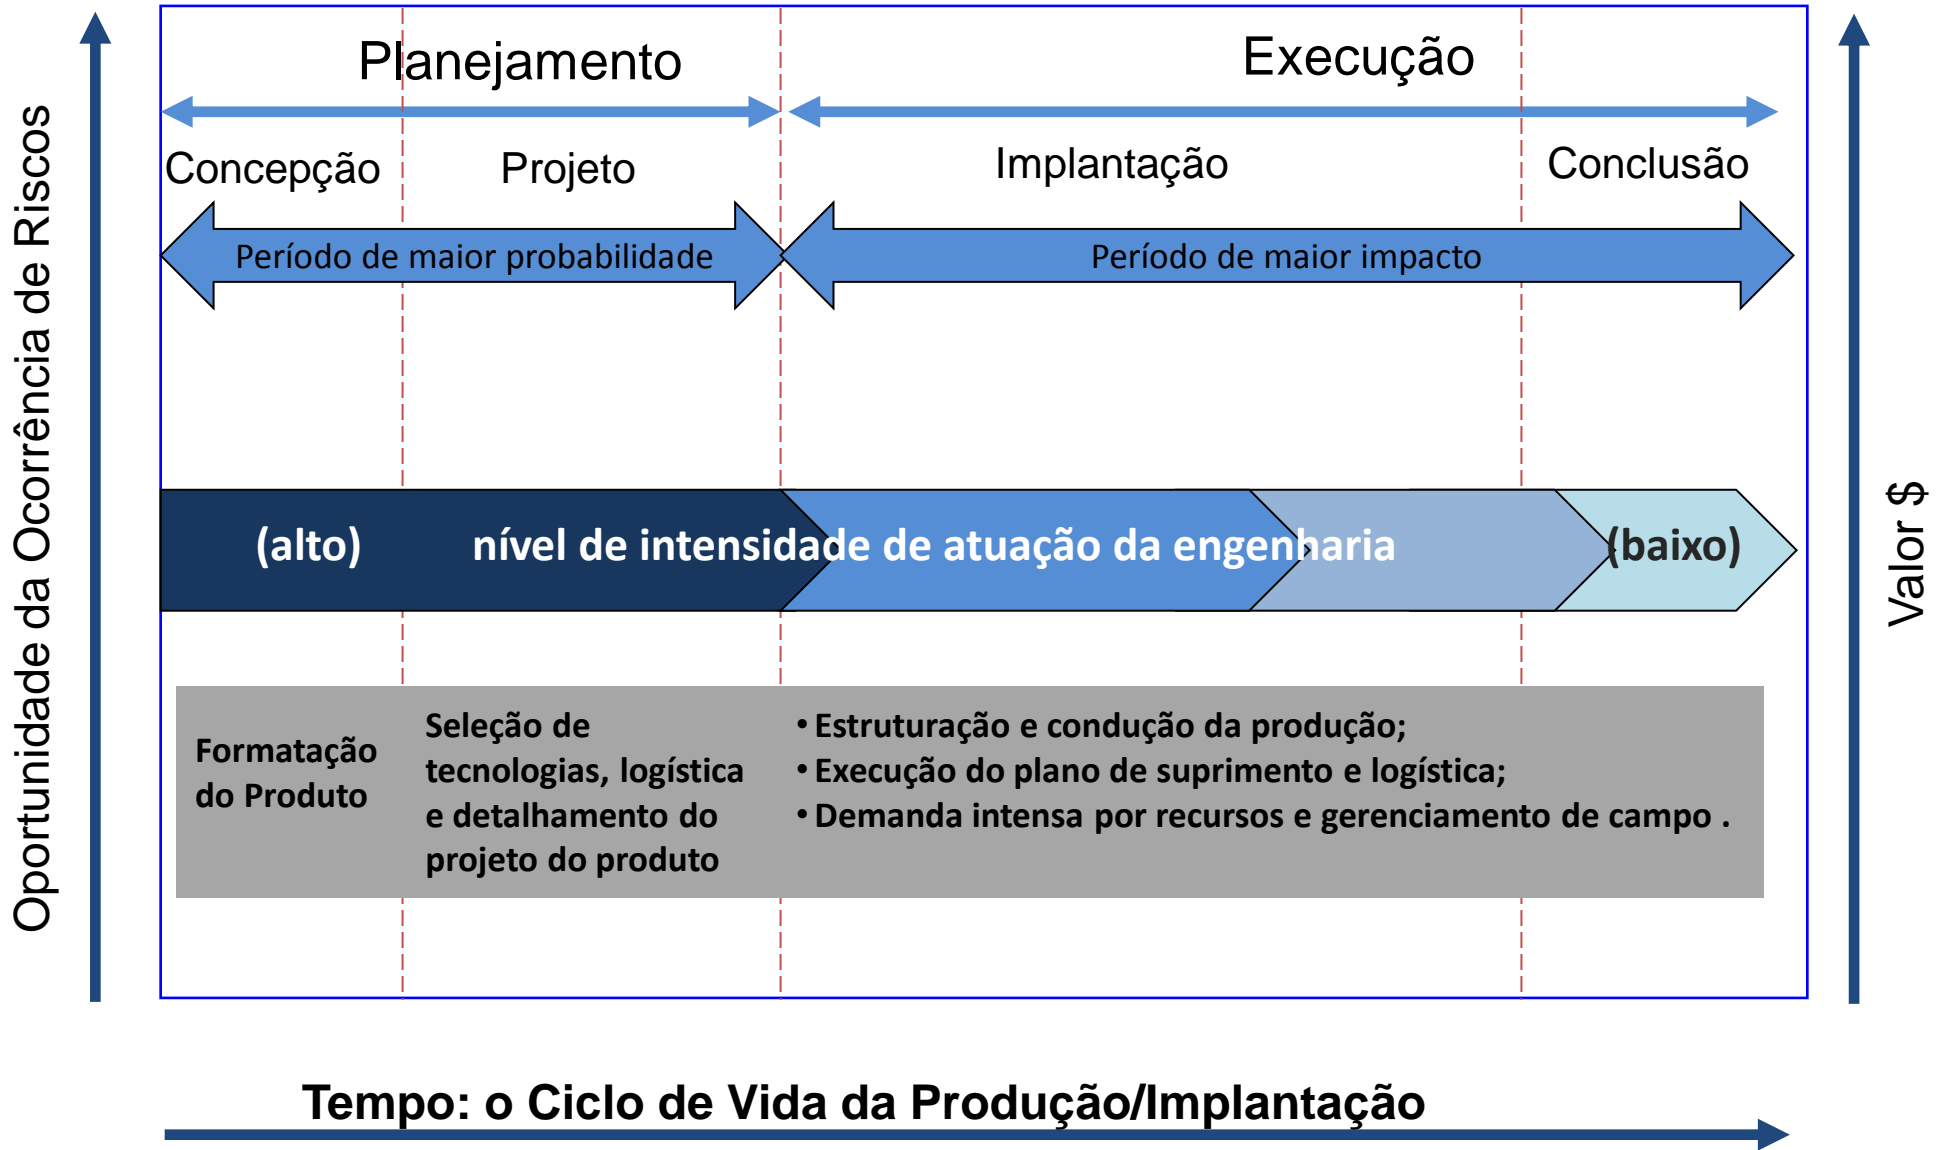 Planejamento
Execução
Concepção
Projeto
Implantação
Conclusão
Período de maior probabilidade
Período de maior impacto
Oportunidade da Ocorrência de Riscos
Valor $
(alto)
nível de intensidade de atuação da engenharia
(baixo)
Formatação
do Produto
Seleção de
tecnologias, logística
e detalhamento do
projeto do produto
• Estruturação e condução da produção;
• Execução do plano de suprimento e logística;
• Demanda intensa por recursos e gerenciamento de campo .
Tempo: o Ciclo de Vida da Produção/Implantação